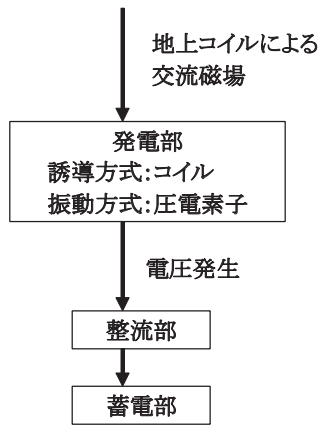 地上コイルによる
交流磁場
発電部
誘導方式:コイル
振動方式:圧電素子
電圧発生
整流部
蓄電部